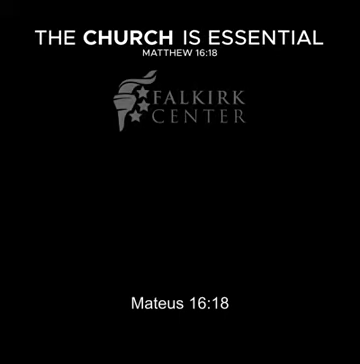 THE CHURCH IS ESSENTIAL
MATTHEW 16:18
FALKIRK
CENTER
Mateus 16:18